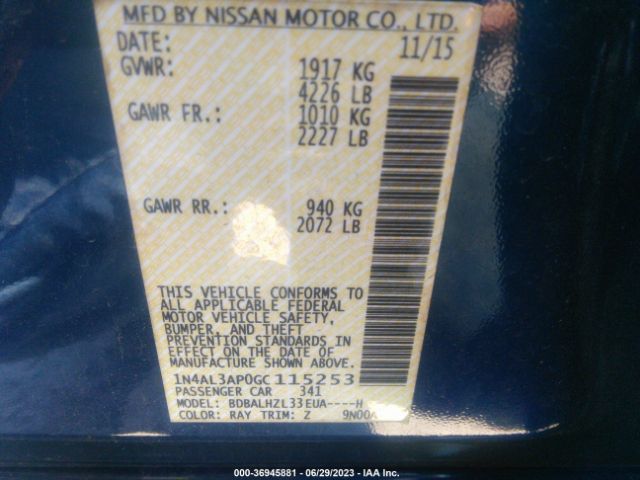 MFD BY NISSAN MOTOR CO., LTD.
DATE: 11/15
GVWR: 1917 KG
4226 LB
GAWR FR.: 1010 KG
2227 LB
GAWR RR.: 940 KG
2072 LB
THIS VEHICLE CONFORMS TO
ALL APPLICABLE FEDERAL
MOTOR VEHICLE SAFETY,
BUMPER, AND THEFT
PREVENTION STANDARDS IN
EFFECT ON THE DATE OF
MANUFACTURE SHOWN ABOVE.
1N4AL3AP0GC115253
PASSENGER CAR 341
MODEL: BDBALHZL33EUA----H
COLOR: RAY TRIM: Z 9N00A
000-36945881 - 06/29/2023 - IAA Inc.